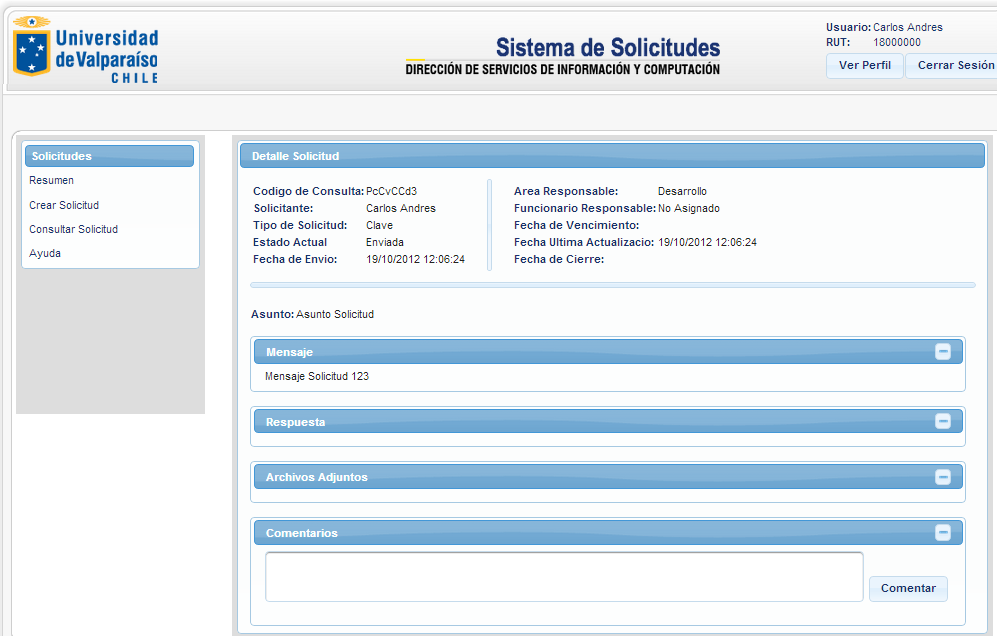 Universidad
de Valparaíso
CHILE
Sistema de Solicitudes
DIRECCIÓN DE SERVICIOS DE INFORMACIÓN Y COMPUTACIÓN
Usuario: Carlos Andres
RUT: 18000000
Ver Perfil
Cerrar Sesión
Solicitudes
Resumen
Crear Solicitud
Consultar Solicitud
Ayuda
Detalle Solicitud
Codigo de Consulta: PcCvCCd3
Solicitante: Carlos Andres
Tipo de Solicitud: Clave
Estado Actual Enviada
Fecha de Envio: 19/10/2012 12:06:24
Area Responsable: Desarrollo
Funcionario Responsable: No Asignado
Fecha de Vencimiento:
Fecha Ultima Actualizacio: 19/10/2012 12:06:24
Fecha de Cierre:
Asunto: Asunto Solicitud
Mensaje
Mensaje Solicitud 123
Respuesta
Archivos Adjuntos
Comentarios
Comentar